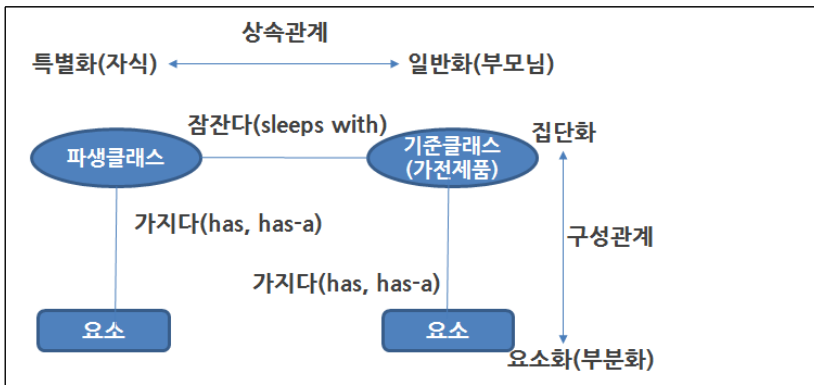 상속관계
특별화(자식)
일반화(부모님)
잠잔다(sleeps with)
집단화
파생클래스
기준클래스
(가전제품)
가지다(has, has-a)
구성관계
가지다(has, has-a)
요소
요소
요소화(부분화)